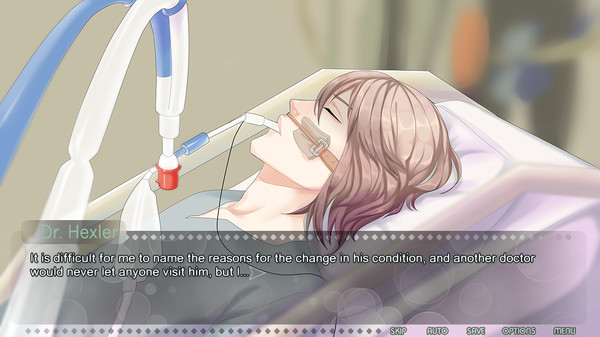 Dr. Hexler
It is difficult for me to name the reasons for the change in his condition, and another doctor
would never let anyone visit him, but I...
SKIP AUTO SAVE OPTIONS MENU